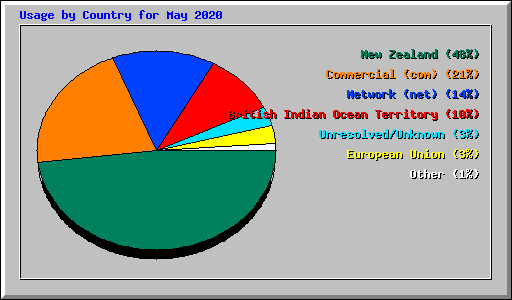 Usage by Country for May 2020
New Zealand (48%)
Commercial (com) (21%)
Network (net) (14%)
British Indian Ocean Territory (10%)
Unresolved/Unknown (3%)
European Union (3%)
Other (1%)